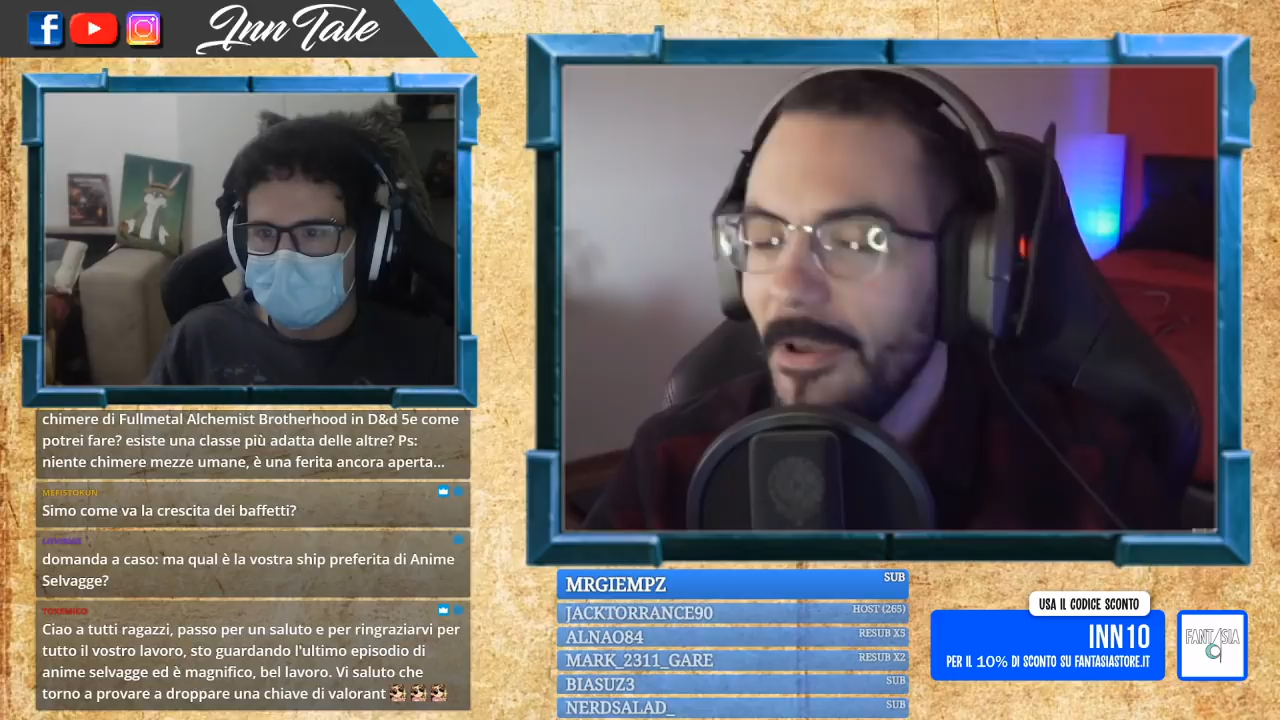 Inn Tale
chimere di Fullmetal Alchemist Brotherhood in D&d 5e come
potrei fare? esiste una classe più adatta delle altre? Ps:
niente chimere mezze umane, è una ferita ancora aperta...
MEFISTOKUN
Simo come va la crescita dei baffetti?
domanda a caso: ma qual è la vostra ship preferita di Anime
Selvagge?
TOXEMIKO
Ciao a tutti ragazzi, passo per un saluto e per ringraziarvi per
tutto il vostro lavoro, sto guardando l'ultimo episodio di
anime selvagge ed è magnifico, bel lavoro. Vi saluto che
torno a provare a droppare una chiave di valorant
MRGIEMPZ SUB
JACKTORRANCE90 HOST (265)
ALNAO84 RESUB X5
MARK_2311_GARE RESUB X2
BIASUZ3 SUB
NERDSALAD_ SUB
USA IL CODICE SCONTO
INN10
PER IL 10% DI SCONTO SU FANTASIASTORE.IT
FANTASIA